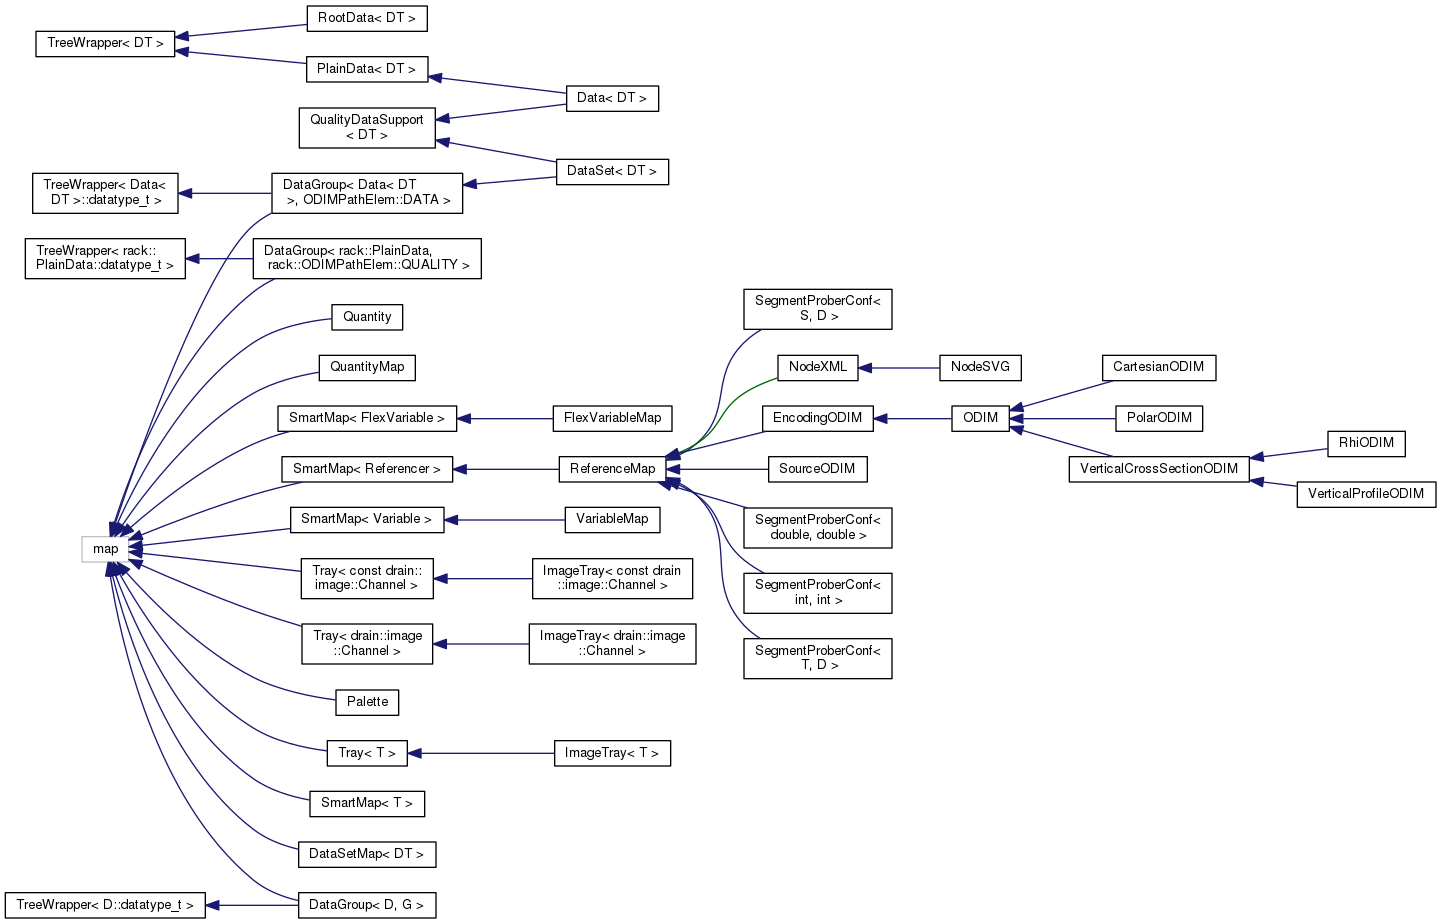 RootData< DT >
TreeWrapper< DT >
PlainData< DT >
Data< DT >
QualityDataSupport
< DT >
DataSet< DT >
TreeWrapper< Data<
DT >::datatype_t >
DataGroup< Data< DT
>, ODIMPathElem::DATA >
TreeWrapper< rack::
PlainData::datatype_t >
DataGroup< rack::PlainData,
rack::ODIMPathElem::QUALITY >
Quantity
QuantityMap
SmartMap< FlexVariable >
FlexVariableMap
SmartMap< Referencer >
ReferenceMap
SmartMap< Variable >
VariableMap
map
Tray< const drain::
image::Channel >
ImageTray< const drain
::image::Channel >
Tray< drain::image
::Channel >
ImageTray< drain::image
::Channel >
Palette
Tray< T >
ImageTray< T >
SmartMap< T >
DataSetMap< DT >
TreeWrapper< D::datatype_t >
DataGroup< D, G >
SegmentProberConf<
S, D >
NodeXML
NodeSVG
EncodingODIM
ODIM
CartesianODIM
PolarODIM
SourceODIM
VerticalCrossSectionODIM
RhiODIM
VerticalProfileODIM
SegmentProberConf<
double, double >
SegmentProberConf<
int, int >
SegmentProberConf<
T, D >